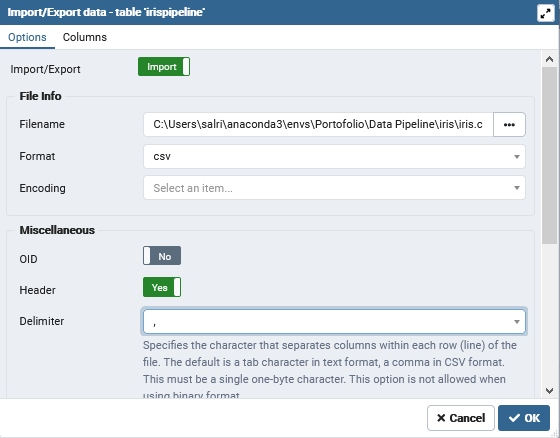 Import/Export data - table 'irispipeline'
Options Columns
Import/Export Import
File Info
Filename C:\Users\salri\anaconda3\envs\Portofolio\Data Pipeline\iris\iris.c •••
Format csv
Encoding Select an item...
Miscellaneous
OID No
Header Yes
Delimiter ,
Specifies the character that separates columns within each row (line) of the
file. The default is a tab character in text format, a comma in CSV format.
This must be a single one-byte character. This option is not allowed when
using binary format.
Cancel OK